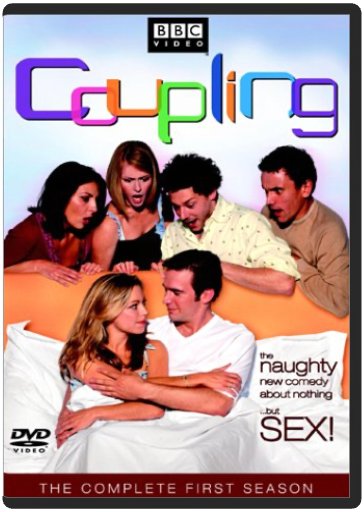 BBC
VIDEO
Coupling
the
naughty
new comedy
about nothing
...but
SEX!
DVD
VIDEO
THE COMPLETE FIRST SEASON